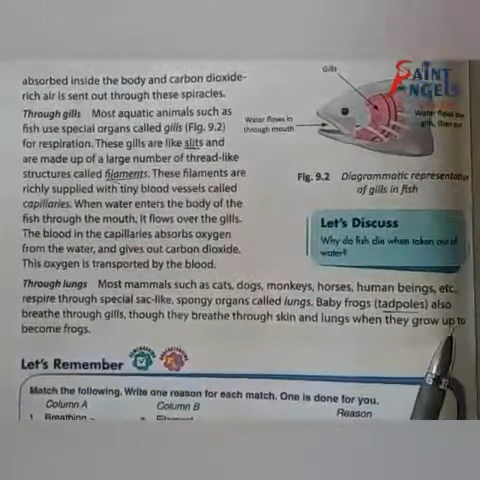 SAINT
ANGELS
absorbed inside the body and carbon dioxide-
rich air is sent out through these spiracles.
Through gills Most aquatic animals such as
fish use special organs called gills (Fig. 9.2)
for respiration. These gills are like slits and
are made up of a large number of thread-like
structures called filaments. These filaments are
richly supplied with tiny blood vessels called
capillaries. When water enters the body of the
fish through the mouth, it flows over the gills.
The blood in the capillaries absorbs oxygen
from the water, and gives out carbon dioxide.
This oxygen is transported by the blood.
Gills
Water flows in
through mouth
Water flows
gills, then
Fig. 9.2 Diagrammatic representation
of gills in fish
Let's Discuss
Why do fish die when taken out of
water?
Through lungs Most mammals such as cats, dogs, monkeys, horses, human beings, etc.,
respire through special sac-like, spongy organs called lungs. Baby frogs (tadpoles) also
breathe through gills, though they breathe through skin and lungs when they grow up to
become frogs.
Let's Remember
Match the following. Write one reason for each match. One is done for you.
Column A Column B Reason
1. Breathing